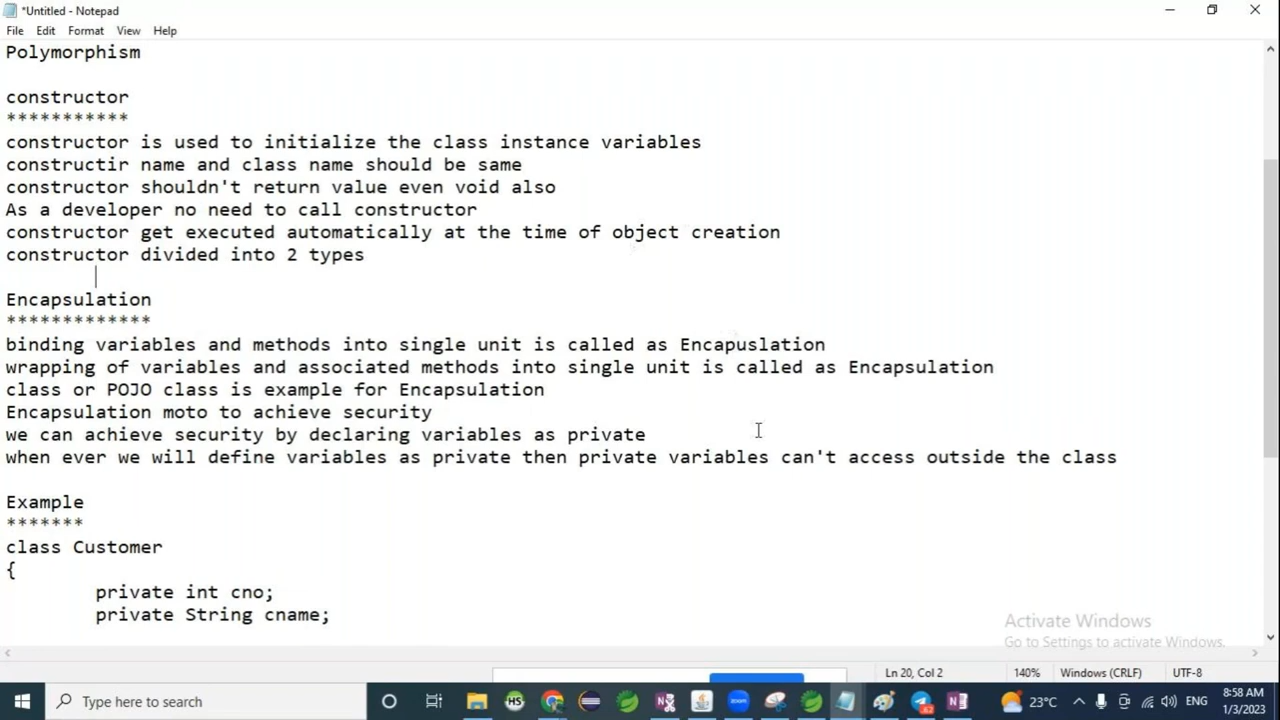 *Untitled - Notepad
File Edit Format View Help
Polymorphism
constructor
***********
constructor is used to initialize the class instance variables
constructir name and class name should be same
constructor shouldn't return value even void also
As a developer no need to call constructor
constructor get executed automatically at the time of object creation
constructor divided into 2 types
Encapsulation
*************
binding variables and methods into single unit is called as Encapuslation
wrapping of variables and associated methods into single unit is called as Encapsulation
class or POJO class is example for Encapsulation
Encapsulation moto to achieve security
we can achieve security by declaring variables as private
when ever we will define variables as private then private variables can't access outside the class
Example
*******
class Customer
{
private int cno;
private String cname;
Activate Windows
Go to Settings to activate Windows.
Ln 20, Col 2 140% Windows (CRLF) UTF-8
Type here to search
HS
23°C
ENG
8:58 AM
1/3/2023